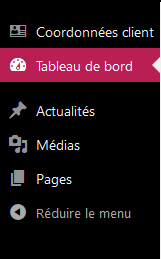 Coordonnées client
Tableau de bord
Actualités
Médias
Pages
Réduire le menu